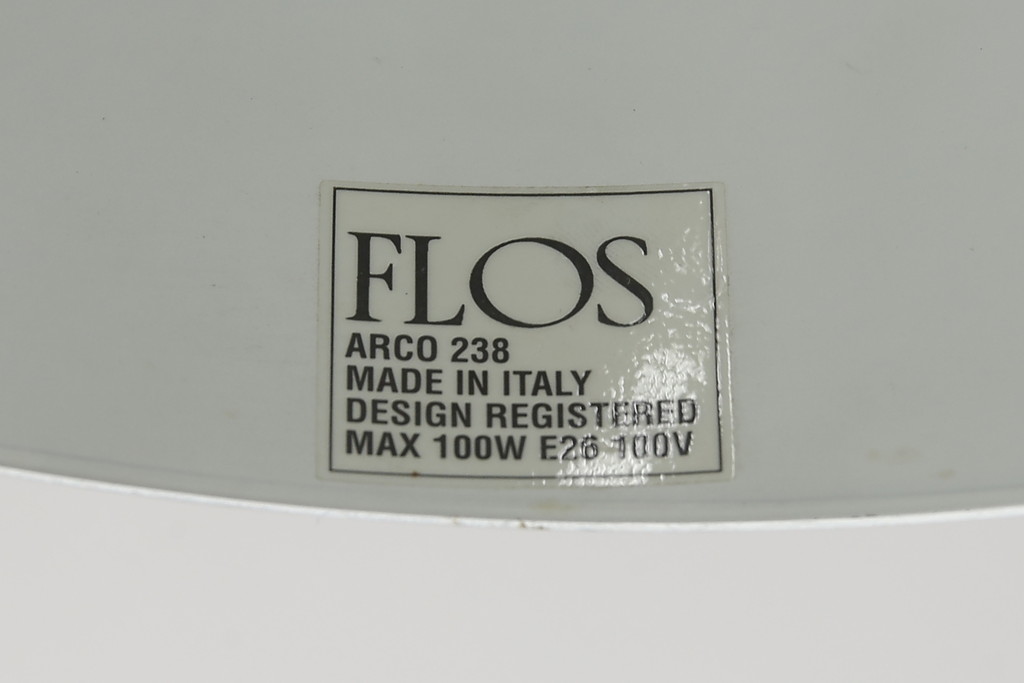 FLOS
ARCO 238
MADE IN ITALY
DESIGN REGISTERED
MAX 100W E26 100V